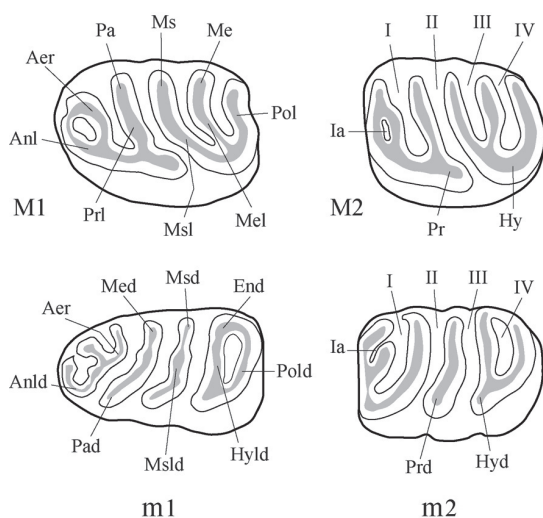 Pa Ms Me
Aer
Anl Pol
M1 Prl Msl Mel
I II III IV
Ia
M2 Pr Hy
Med Msd End
Aer
Anld Pold
Pad Msld Hyld
m1
I II III IV
Ia
Prd Hyd
m2